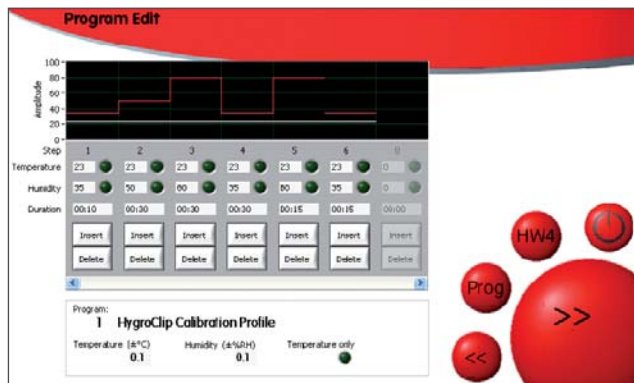 Program Edit
100
80
60
40
20
0
Amplitude
Step 1 2 3 4 5 6 0
Temperature 23 23 23 23 23 23 0
Humidity 35 50 80 35 80 35 0
Duration 00:10 00:30 00:30 00:30 00:15 00:15 00:00
Insert Insert Insert Insert Insert Insert Insert
Delete Delete Delete Delete Delete Delete Delete
Program:
1 HygroClip Calibration Profile
Temperature (±°C) Humidity (±%RH) Temperature only
0.1 0.1
HW4
Prog
>>
<<